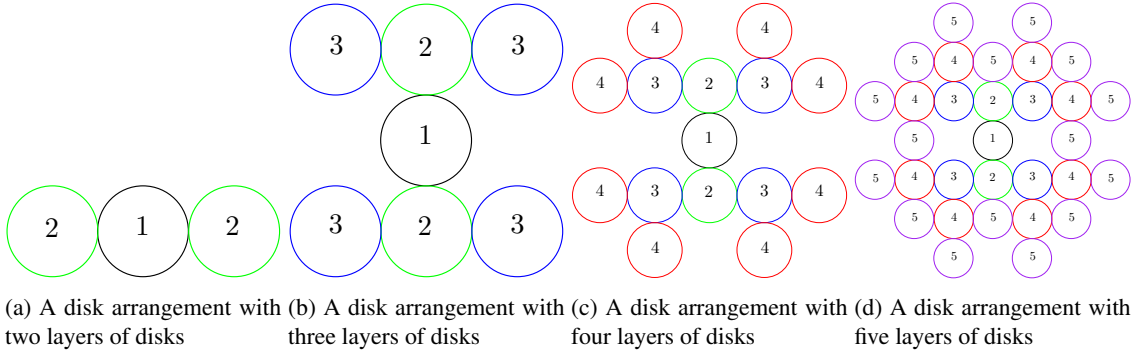 2 1 2
(a) A disk arrangement with
two layers of disks
3 2 3
1
3 2 3
(b) A disk arrangement with
three layers of disks
4 4
4 3 2 3 4
1
4 3 2 3 4
4 4
(c) A disk arrangement with
four layers of disks
5 5
5 4 5 4 5
5 4 3 2 3 4 5
5 1 5
5 4 3 2 3 4 5
5 4 5 4 5
5 5
(d) A disk arrangement with
five layers of disks